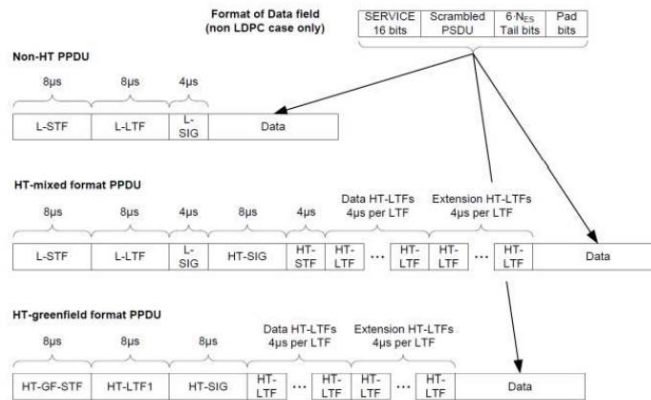 Format of Data field
(non LDPC case only)
SERVICE
16 bits
Scrambled
PSDU
6·NES
Tail bits
Pad
bits
Non-HT PPDU
8µs
8µs
4µs
L-STF
L-LTF
L-
SIG
Data
HT-mixed format PPDU
Data HT-LTFs
4µs per LTF
Extension HT-LTFs
4µs per LTF
8µs
8µs
4µs
8µs
4µs
L-STF
L-LTF
L-
SIG
HT-SIG
HT-
STF
HT-
LTF
...
HT-
LTF
HT-
LTF
...
HT-
LTF
Data
HT-greenfield format PPDU
Data HT-LTFs
4µs per LTF
Extension HT-LTFs
4µs per LTF
8µs
8µs
8µs
HT-GF-STF
HT-LTF1
HT-SIG
HT-
LTF
...
HT-
LTF
HT-
LTF
...
HT-
LTF
Data